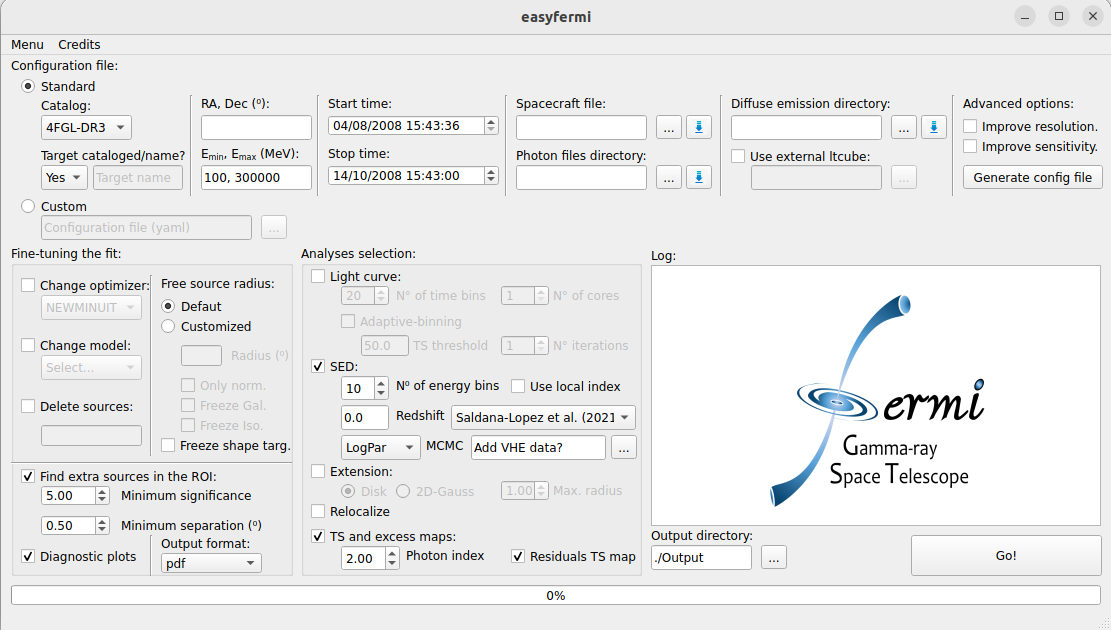 easyfermi
Menu Credits
Configuration file:
Standard
Catalog:
4FGL-DR3
Target cataloged/name?
Yes Target name
RA, Dec (º):
Emin, Emax (MeV):
100, 300000
Start time:
04/08/2008 15:43:36
Stop time:
14/10/2008 15:43:00
Spacecraft file:
...
Photon files directory:
...
Diffuse emission directory:
...
Use external ltcube:
...
Advanced options:
Improve resolution.
Improve sensitivity.
Generate config file
Custom
Configuration file (yaml) ...
Fine-tuning the fit:
Change optimizer:
NEWMINUIT
Change model:
Select...
Delete sources:
Free source radius:
Defaut
Customized
Radius (º)
Only norm.
Freeze Gal.
Freeze Iso.
Freeze shape targ.
Find extra sources in the ROI:
5.00 Minimum significance
0.50 Minimum separation (º)
Diagnostic plots
Output format:
pdf
Analyses selection:
Light curve:
20 N° of time bins 1 N° of cores
Adaptive-binning
50.0 TS threshold 1 N° iterations
SED:
10 Nº of energy bins Use local index
0.0 Redshift Saldana-Lopez et al. (2021
LogPar MCMC Add VHE data? ...
Extension:
Disk 2D-Gauss 1.00 Max. radius
Relocalize
TS and excess maps:
2.00 Photon index Residuals TS map
Log:
ermi
Gamma-ray
Space Telescope
Output directory:
./Output ...
Go!
0%